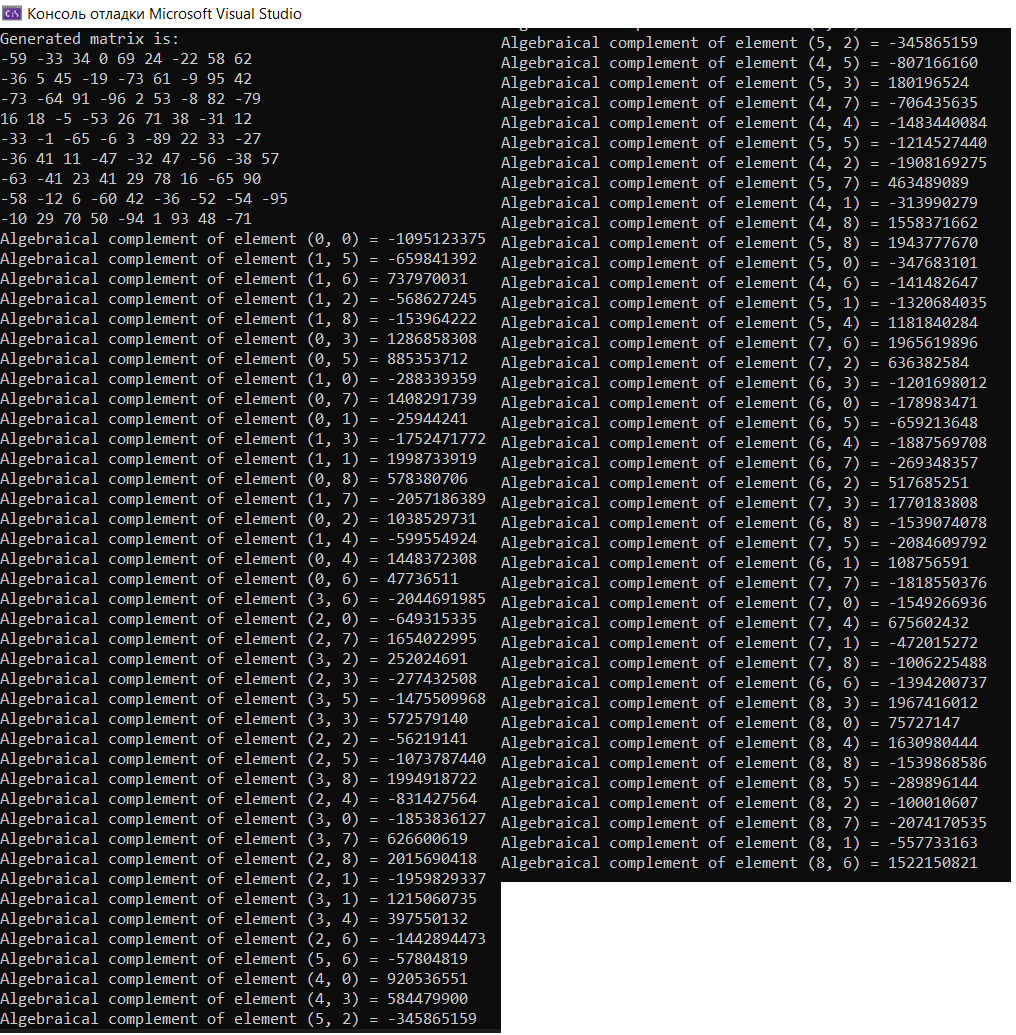 Консоль отладки Microsoft Visual Studio
Generated matrix is:
-59 -33 34 0 69 24 -22 58 62
-36 5 45 -19 -73 61 -9 95 42
-73 -64 91 -96 2 53 -8 82 -79
16 18 -5 -53 26 71 38 -31 12
-33 -1 -65 -6 3 -89 22 33 -27
-36 41 11 -47 -32 47 -56 -38 57
-63 -41 23 41 29 78 16 -65 90
-58 -12 6 -60 42 -36 -52 -54 -95
-10 29 70 50 -94 1 93 48 -71
Algebraical complement of element (0, 0) = -1095123375
Algebraical complement of element (1, 5) = -659841392
Algebraical complement of element (1, 6) = 737970031
Algebraical complement of element (1, 2) = -568627245
Algebraical complement of element (1, 8) = -153964222
Algebraical complement of element (0, 3) = 1286858308
Algebraical complement of element (0, 5) = 885353712
Algebraical complement of element (1, 0) = -288339359
Algebraical complement of element (0, 7) = 1408291739
Algebraical complement of element (0, 1) = -25944241
Algebraical complement of element (1, 3) = -1752471772
Algebraical complement of element (1, 1) = 1998733919
Algebraical complement of element (0, 8) = 578380706
Algebraical complement of element (1, 7) = -2057186389
Algebraical complement of element (0, 2) = 1038529731
Algebraical complement of element (1, 4) = -599554924
Algebraical complement of element (0, 4) = 1448372308
Algebraical complement of element (0, 6) = 47736511
Algebraical complement of element (3, 6) = -2044691985
Algebraical complement of element (2, 0) = -649315335
Algebraical complement of element (2, 7) = 1654022995
Algebraical complement of element (3, 2) = 252024691
Algebraical complement of element (2, 3) = -277432508
Algebraical complement of element (3, 5) = -1475509968
Algebraical complement of element (3, 3) = 572579140
Algebraical complement of element (2, 2) = -56219141
Algebraical complement of element (2, 5) = -1073787440
Algebraical complement of element (3, 8) = 1994918722
Algebraical complement of element (2, 4) = -831427564
Algebraical complement of element (3, 0) = -1853836127
Algebraical complement of element (3, 7) = 626600619
Algebraical complement of element (2, 8) = 2015690418
Algebraical complement of element (2, 1) = -1959829337
Algebraical complement of element (3, 1) = 1215060735
Algebraical complement of element (3, 4) = 397550132
Algebraical complement of element (2, 6) = -1442894473
Algebraical complement of element (5, 6) = -57804819
Algebraical complement of element (4, 0) = 920536551
Algebraical complement of element (4, 3) = 584479900
Algebraical complement of element (5, 2) = -345865159
Algebraical complement of element (5, 2) = -345865159
Algebraical complement of element (4, 5) = -807166160
Algebraical complement of element (5, 3) = 180196524
Algebraical complement of element (4, 7) = -706435635
Algebraical complement of element (4, 4) = -1483440084
Algebraical complement of element (5, 5) = -1214527440
Algebraical complement of element (4, 2) = -1908169275
Algebraical complement of element (5, 7) = 463489089
Algebraical complement of element (4, 1) = -313990279
Algebraical complement of element (4, 8) = 1558371662
Algebraical complement of element (5, 8) = 1943777670
Algebraical complement of element (5, 0) = -347683101
Algebraical complement of element (4, 6) = -141482647
Algebraical complement of element (5, 1) = -1320684035
Algebraical complement of element (5, 4) = 1181840284
Algebraical complement of element (7, 6) = 1965619896
Algebraical complement of element (7, 2) = 636382584
Algebraical complement of element (6, 3) = -1201698012
Algebraical complement of element (6, 0) = -178983471
Algebraical complement of element (6, 5) = -659213648
Algebraical complement of element (6, 4) = -1887569708
Algebraical complement of element (6, 7) = -269348357
Algebraical complement of element (6, 2) = 517685251
Algebraical complement of element (7, 3) = 1770183808
Algebraical complement of element (6, 8) = -1539074078
Algebraical complement of element (7, 5) = -2084609792
Algebraical complement of element (6, 1) = 108756591
Algebraical complement of element (7, 7) = -1818550376
Algebraical complement of element (7, 0) = -1549266936
Algebraical complement of element (7, 4) = 675602432
Algebraical complement of element (7, 1) = -472015272
Algebraical complement of element (7, 8) = -1006225488
Algebraical complement of element (6, 6) = -1394200737
Algebraical complement of element (8, 3) = 1967416012
Algebraical complement of element (8, 0) = 75727147
Algebraical complement of element (8, 4) = 1630980444
Algebraical complement of element (8, 8) = -1539868586
Algebraical complement of element (8, 5) = -289896144
Algebraical complement of element (8, 2) = -100010607
Algebraical complement of element (8, 7) = -2074170535
Algebraical complement of element (8, 1) = -557733163
Algebraical complement of element (8, 6) = 1522150821